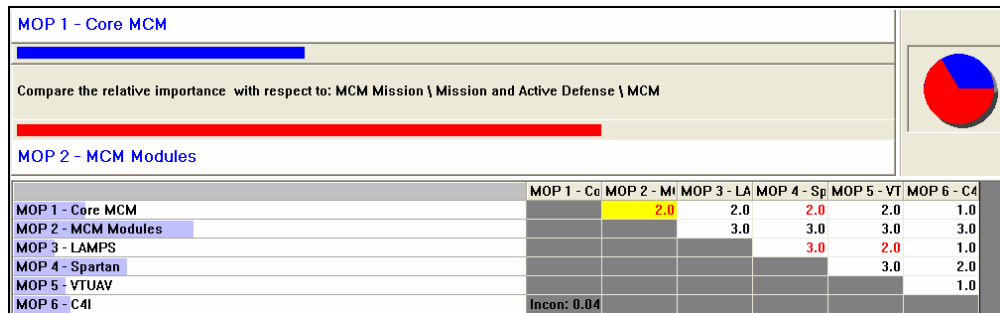 MOP 1 - Core MCM
Compare the relative importance with respect to: MCM Mission \ Mission and Active Defense \ MCM
MOP 2 - MCM Modules
MOP 1 - Co MOP 2 - M( MOP 3 - LA MOP 4 - Sp MOP 5 - VT MOP 6 - C4
MOP 1 - Core MCM 2.0 2.0 2.0 2.0 1.0
MOP 2 - MCM Modules 3.0 3.0 3.0 3.0
MOP 3 - LAMPS 3.0 2.0 1.0
MOP 4 - Spartan 3.0 2.0
MOP 5 - VTUAV 1.0
MOP 6 - C4I Incon: 0.04